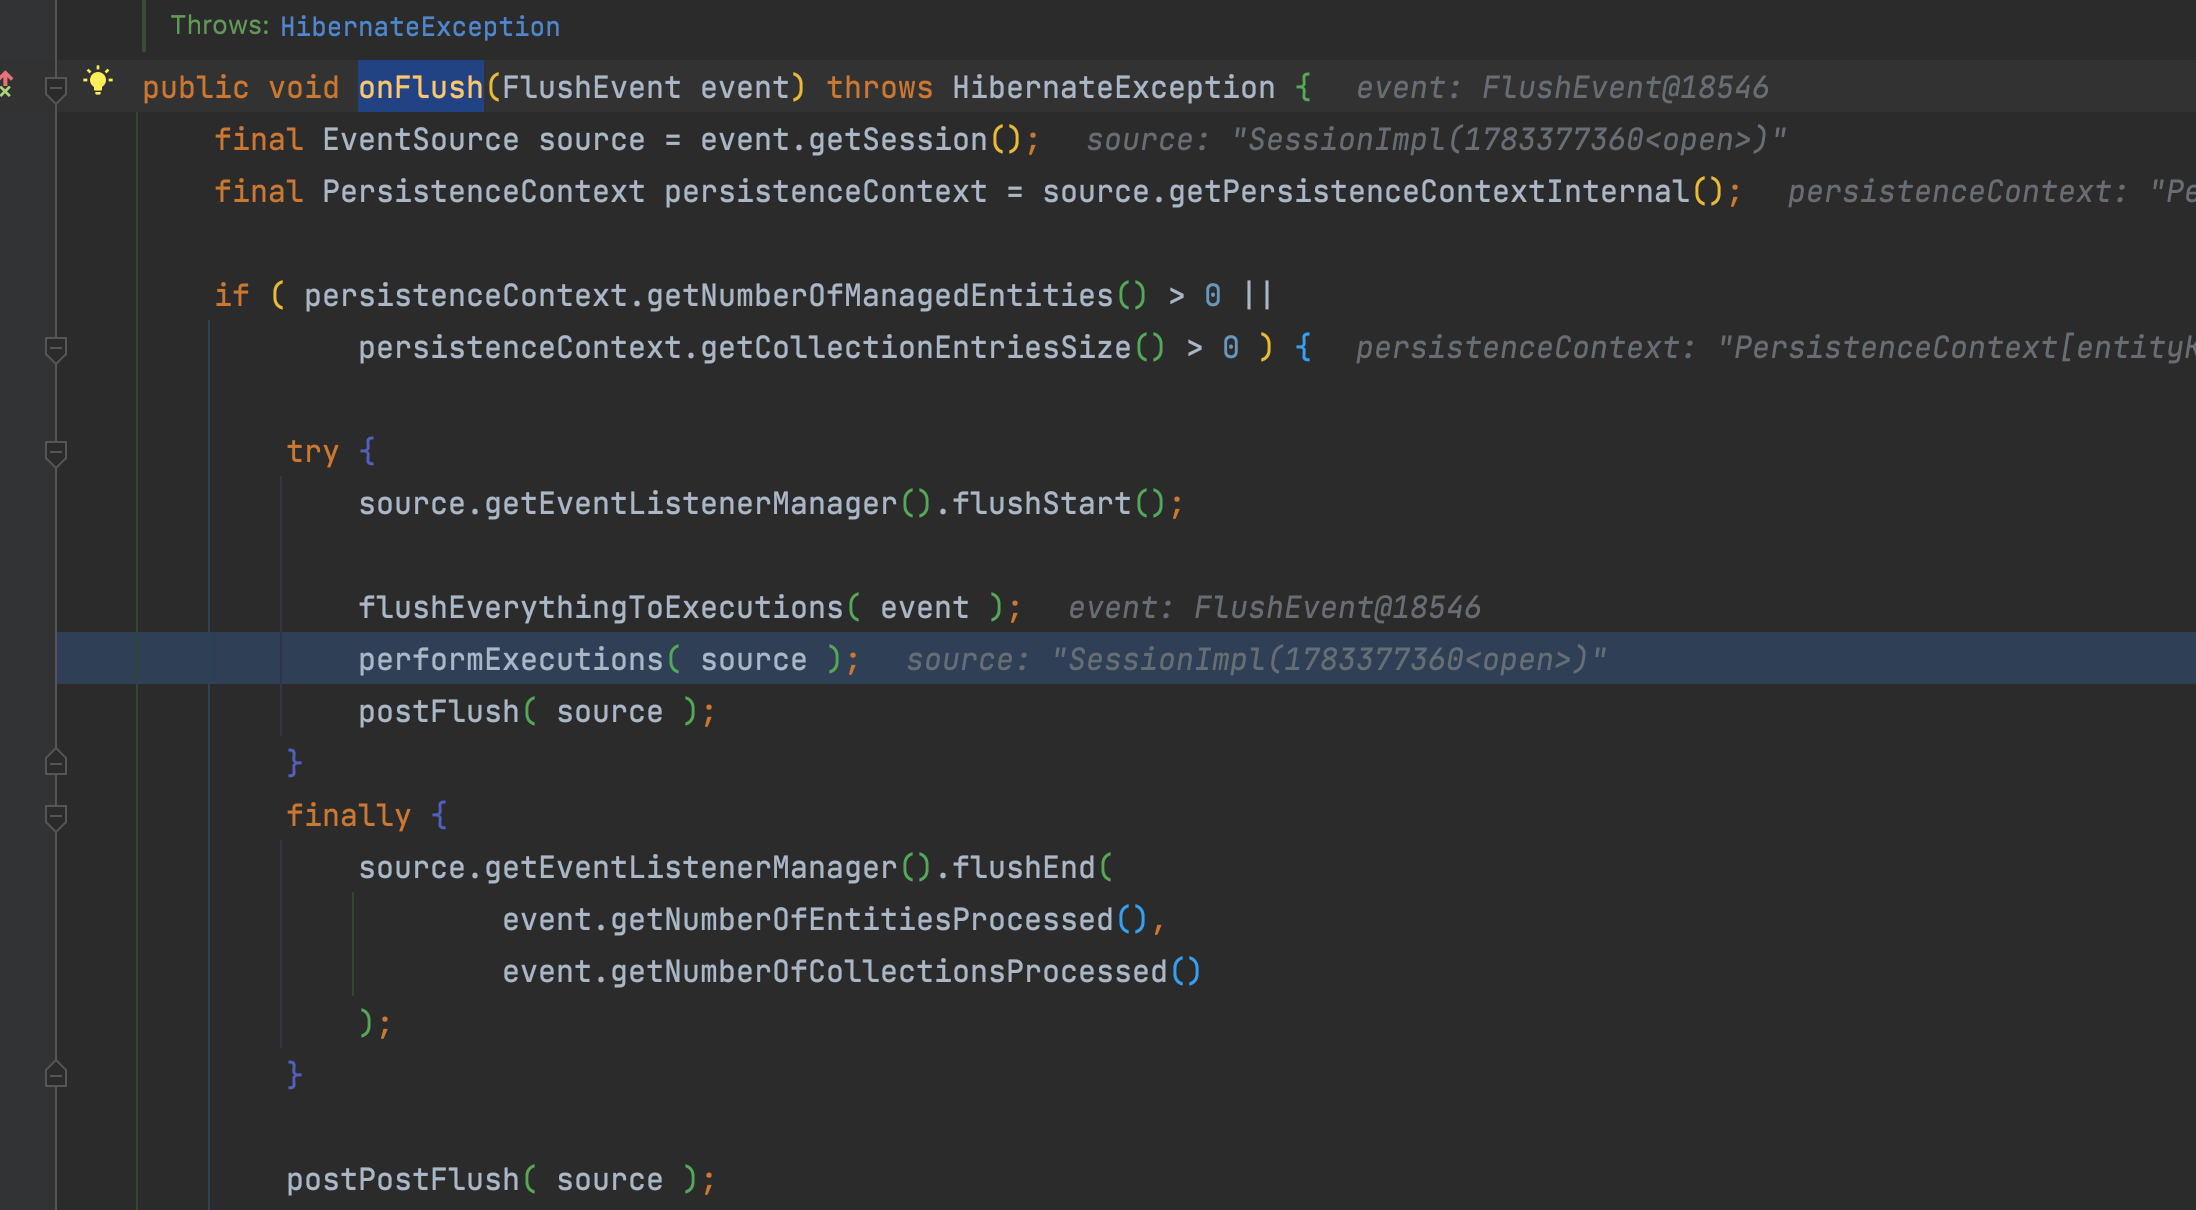 Throws: HibernateException
public void onFlush(FlushEvent event) throws HibernateException {   event: FlushEvent@18546
final EventSource source = event.getSession();   source: "SessionImpl(1783377360<open>)"
final PersistenceContext persistenceContext = source.getPersistenceContextInternal();   persistenceContext: "Pe
if ( persistenceContext.getNumberOfManagedEntities() > 0 ||
persistenceContext.getCollectionEntriesSize() > 0 ) {   persistenceContext: "PersistenceContext[entityK
try {
source.getEventListenerManager().flushStart();
flushEverythingToExecutions( event );   event: FlushEvent@18546
performExecutions( source );   source: "SessionImpl(1783377360<open>)"
postFlush( source );
}
finally {
source.getEventListenerManager().flushEnd(
event.getNumberOfEntitiesProcessed(),
event.getNumberOfCollectionsProcessed()
);
}
postPostFlush( source );